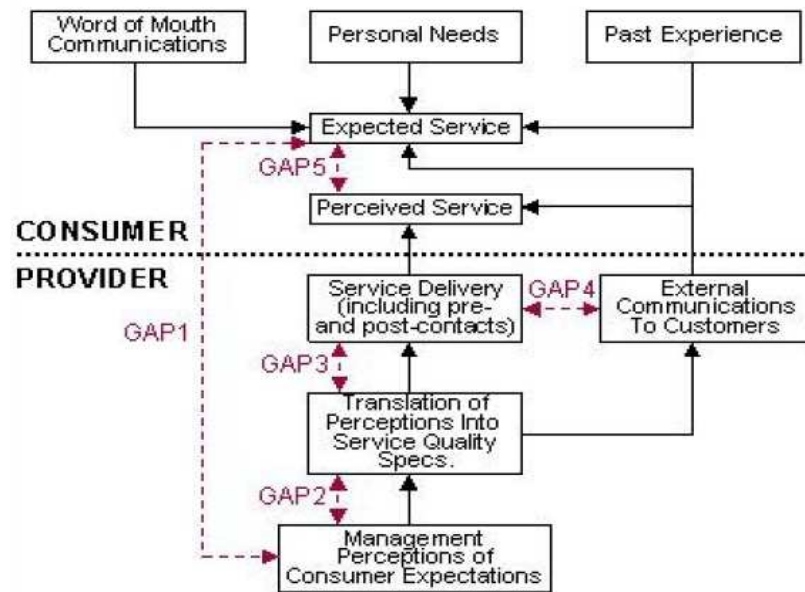 Word of Mouth
Communications
Personal Needs
Past Experience
Expected Service
GAP5
Perceived Service
CONSUMER
PROVIDER
GAP1
Service Delivery
(including pre-
and post-contacts)
GAP4
External
Communications
To Customers
GAP3
Translation of
Perceptions Into
Service Quality
Specs.
GAP2
Management
Perceptions of
Consumer Expectations